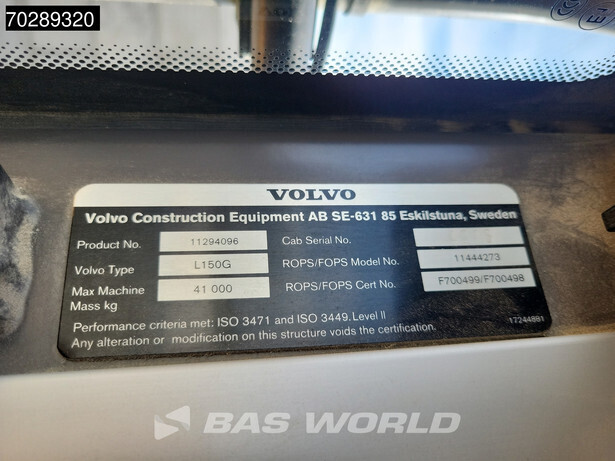 70289320
VOLVO
Volvo Construction Equipment AB SE-631 85 Eskilstuna, Sweden
Product No. 11294096 Cab Serial No.
Volvo Type L150G ROPS/FOPS Model No. 11444273
Max Machine Mass kg 41 000 ROPS/FOPS Cert No. F700499/F700498
Performance criteria met: ISO 3471 and ISO 3449. Level II
Any alteration or modification on this structure voids the certification.
17244881
BAS WORLD